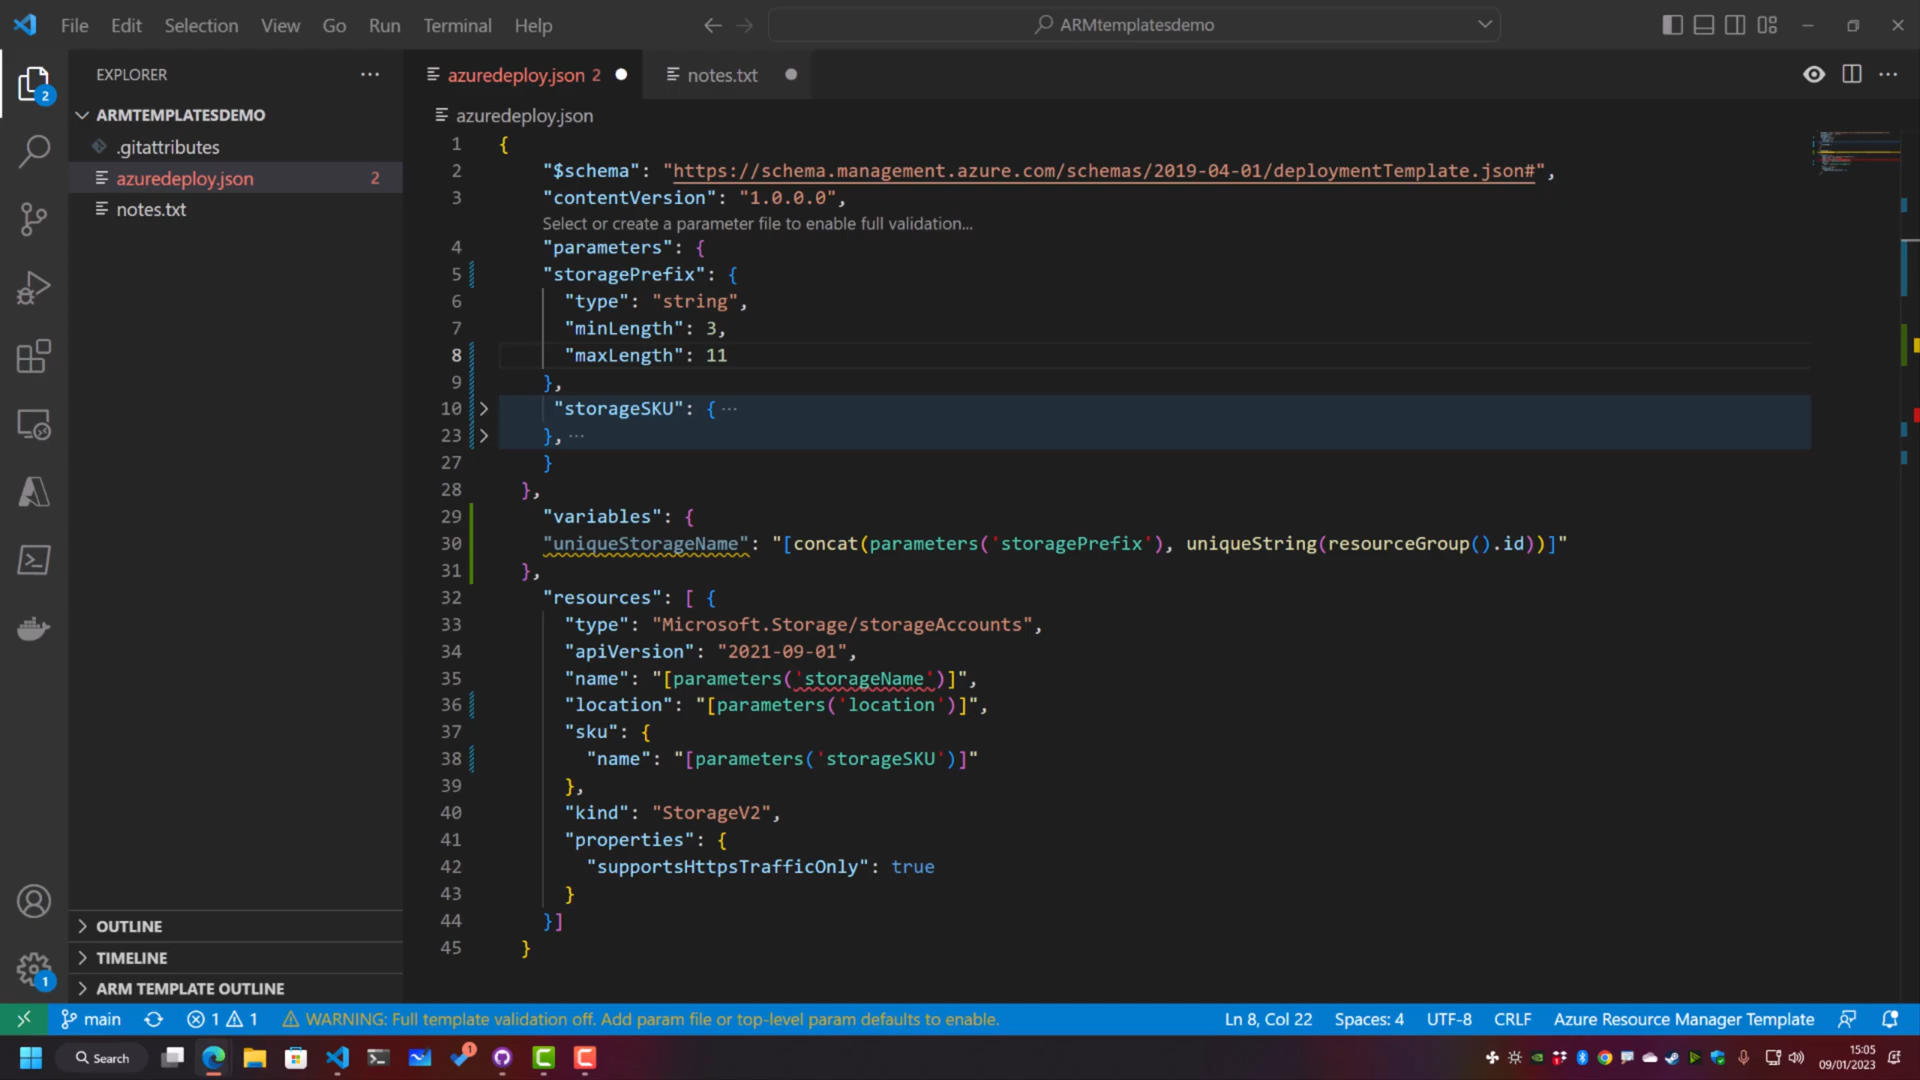 File Edit Selection View Go Run Terminal Help
ARMtemplatesdemo
EXPLORER
2
ARMTEMPLATESDEMO
.gitattributes
azuredeploy.json 2
notes.txt
azuredeploy.json 2
notes.txt
azuredeploy.json
1 {
2 "$schema": "https://schema.management.azure.com/schemas/2019-04-01/deploymentTemplate.json#",
3 "contentVersion": "1.0.0.0",
Select or create a parameter file to enable full validation...
4 "parameters": {
5 "storagePrefix": {
6 "type": "string",
7 "minLength": 3,
8 "maxLength": 11
9 },
10 "storageSKU": { ...
23 }, ...
27 }
28 },
29 "variables": {
30 "uniqueStorageName": "[concat(parameters('storagePrefix'), uniqueString(resourceGroup().id))]"
31 },
32 "resources": [ {
33 "type": "Microsoft.Storage/storageAccounts",
34 "apiVersion": "2021-09-01",
35 "name": "[parameters('storageName')]",
36 "location": "[parameters('location')]",
37 "sku": {
38 "name": "[parameters('storageSKU')]"
39 },
40 "kind": "StorageV2",
41 "properties": {
42 "supportsHttpsTrafficOnly": true
43 }
44 }]
45 }
OUTLINE
TIMELINE
ARM TEMPLATE OUTLINE
1
main 1 1 WARNING: Full template validation off. Add param file or top-level param defaults to enable.
Ln 8, Col 22 Spaces: 4 UTF-8 CRLF Azure Resource Manager Template
Search
1
15:05
09/01/2023